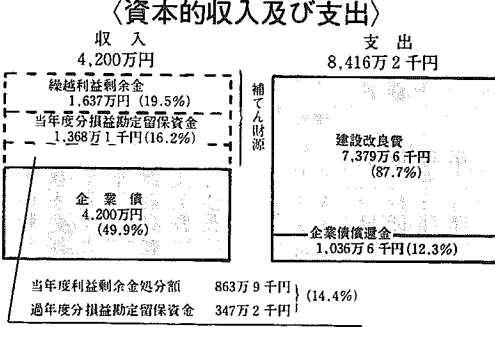 〈資本的収入及び支出〉
収入
4,200万円
支出
8,416万2千円
繰越利益剰余金
1,637万円(19.5%)
当年度分損益勘定留保資金
1,368万1千円(16.2%)
補てん財源
企業債
4,200万円
(49.9%)
建設改良費
7,379万6千円
(87.7%)
企業債償還金
1,036万6千円(12.3%)
当年度利益剰余金処分額 863万9千円
過年度分損益勘定留保資金 347万2千円
(14.4%)